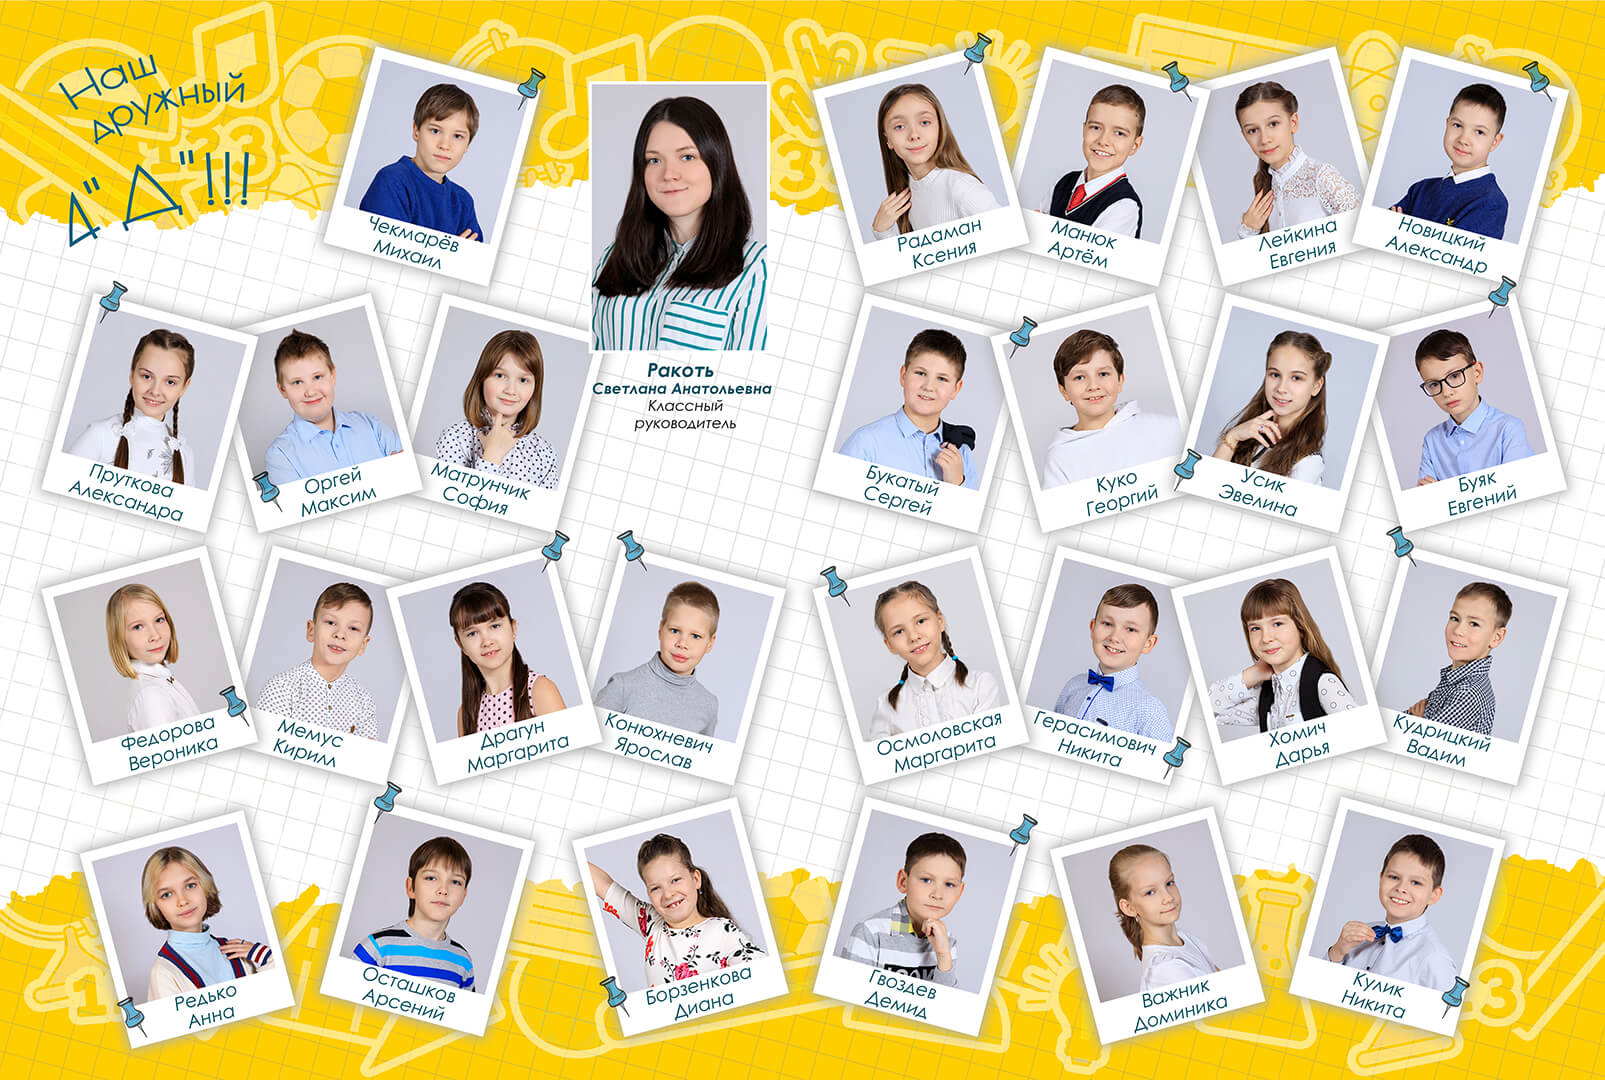 Наш
дружный
4"Д"!!!
Чекмарёв
Михаил
Ракоть
Светлана Анатольевна
Классный
руководитель
Радаман
Ксения
Манюк
Артём
Лейкина
Евгения
Новицкий
Александр
Пруткова
Александра
Оргей
Максим
Матрунчик
София
Букатый
Сергей
Куко
Георгий
Усик
Эвелина
Буяк
Евгений
Федорова
Вероника
Мемус
Кирилл
Драгун
Маргарита
Конюхневич
Ярослав
Осмоловская
Маргарита
Герасимович
Никита
Хомич
Дарья
Кудрицкий
Вадим
Редько
Анна
Осташков
Арсений
Борзенкова
Диана
Гвоздев
Демид
Важник
Доминика
Кулик
Никита